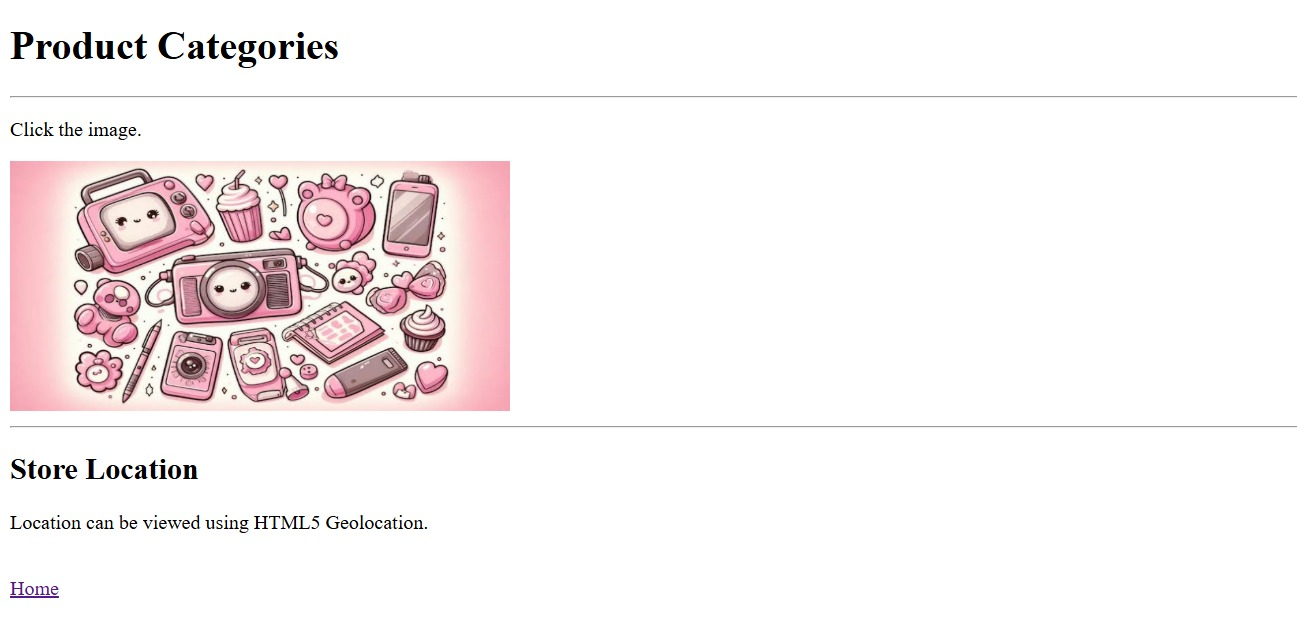 Product Categories
Click the image.
Store Location
Location can be viewed using HTML5 Geolocation.
Home